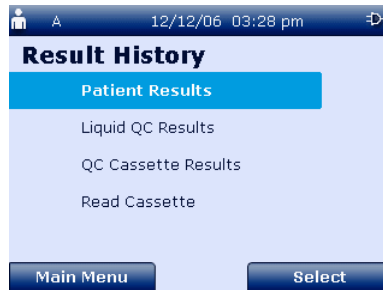 A 12/12/06 03:28 pm
Result History
Patient Results
Liquid QC Results
QC Cassette Results
Read Cassette
Main Menu Select